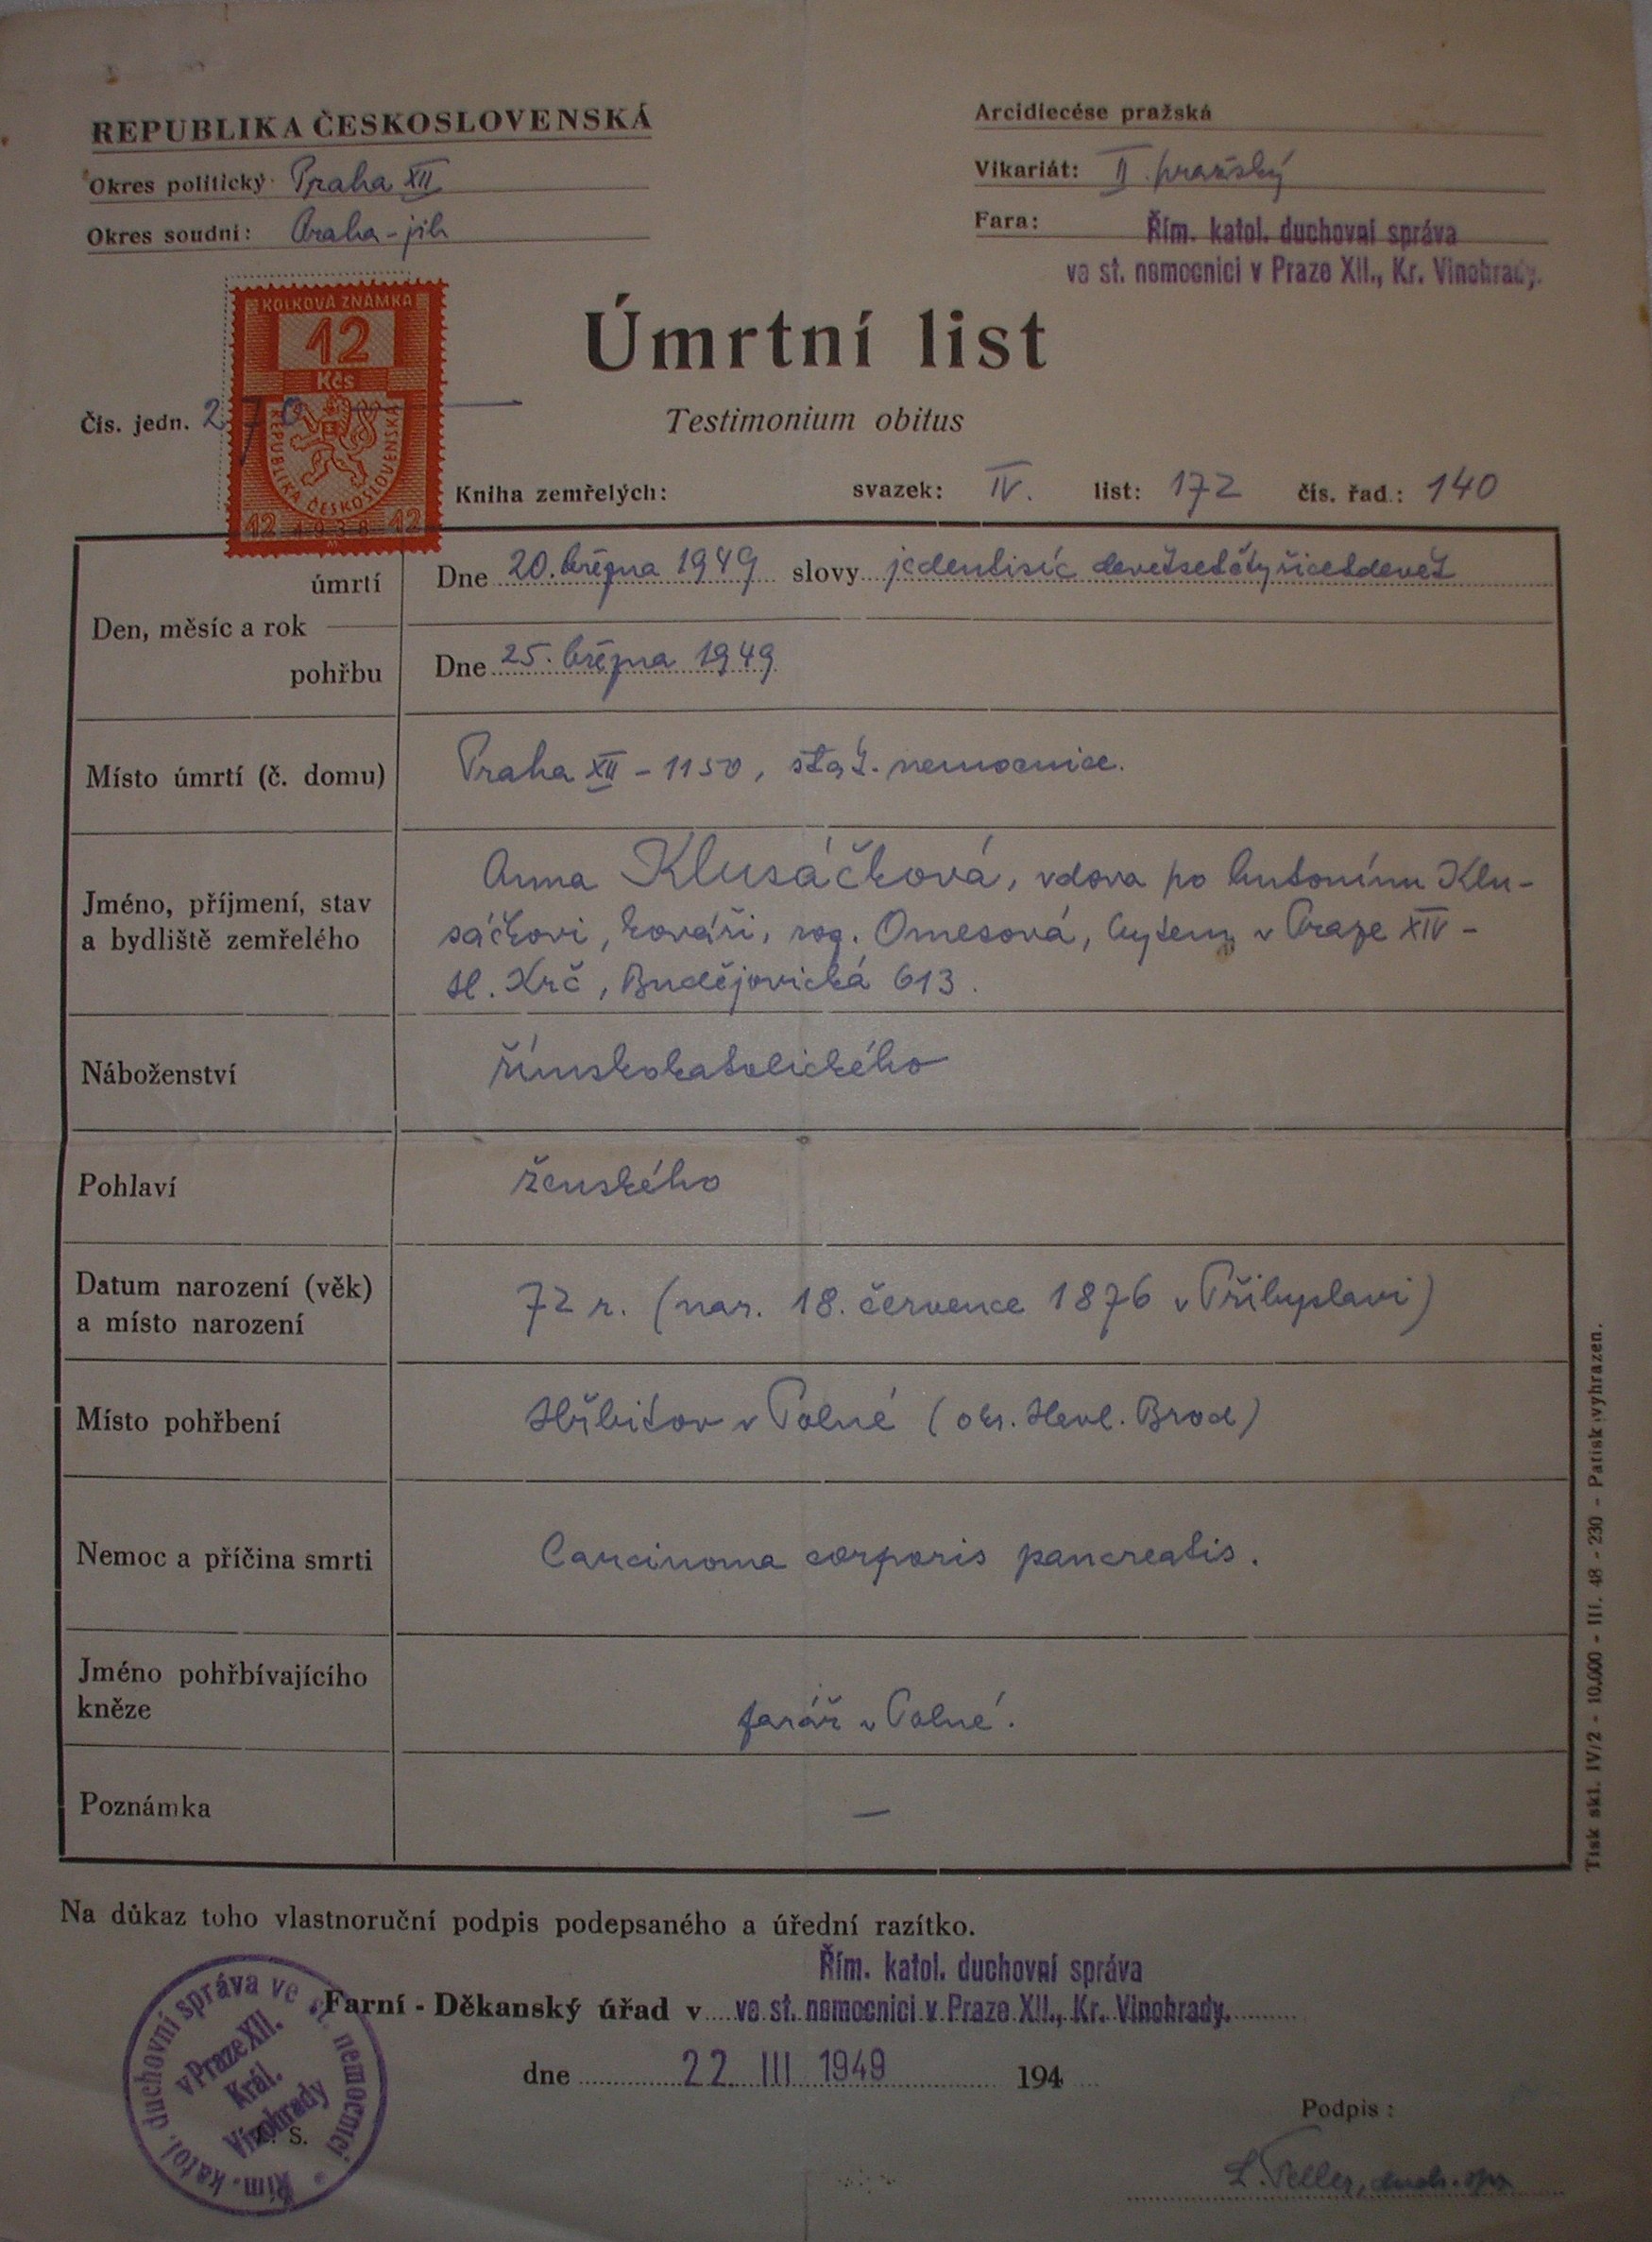 REPUBLIKA ČESKOSLOVENSKÁ
Okres politický Praha XII
Okres soudní: Praha-jih
Arcidiecése pražská
Vikariát: II. pražský
Fara: Řím. katol. duchovní správa
ve st. nemocnici v Praze XII., Kr. Vinohrady.
KOLKOVÁ ZNÁMKA
12
Kčs
REPUBLIKA ČESKOSLOVENSKÁ
12 1938 12
Úmrtní list
Testimonium obitus
Čís. jedn. 270
Kniha zemřelých: svazek: IV. list: 172 čís. řad.: 140
Den, měsíc a rok
úmrtí
Dne 20. března 1949 slovy jedentisíc devětsetčtyřicetdevět
pohřbu
Dne 25. března 1949
Místo úmrtí (č. domu)
Praha XII - 1150, stát. nemocnice.
Jméno, příjmení, stav
a bydliště zemřelého
Anna Klusáčková, vdova po Antonínu Klu-
sáčkovi, kováři, roz. Omesová, bytem v Praze XIV -
H. Krč, Budějovická 613.
Náboženství
římskokatolického
Pohlaví
ženského
Datum narození (věk)
a místo narození
72 r. (nar. 18. července 1876 v Přibyslavi)
Místo pohřbení
Hřbitov v Polné (okr. Havl. Brod)
Nemoc a příčina smrti
Carcinoma corporis pancreatis.
Jméno pohřbívajícího
kněze
farář v Polné.
Poznámka
—
Tisk skl. IV/2 - 10.000 - III. 48 - 230 - Patisk vyhrazen.
Na důkaz toho vlastnoruční podpis podepsaného a úřední razítko.
Řím. katol. duchovní správa
Farní - Děkanský úřad v ve st. nemocnici v Praze XII., Kr. Vinohrady.
dne 22. III 1949 194
Řím. katol. duchovní správa ve st. nemocnici
v Praze XII.
Král.
Vinohrady
L. S.
Podpis:
L. Teller, duch. spr.